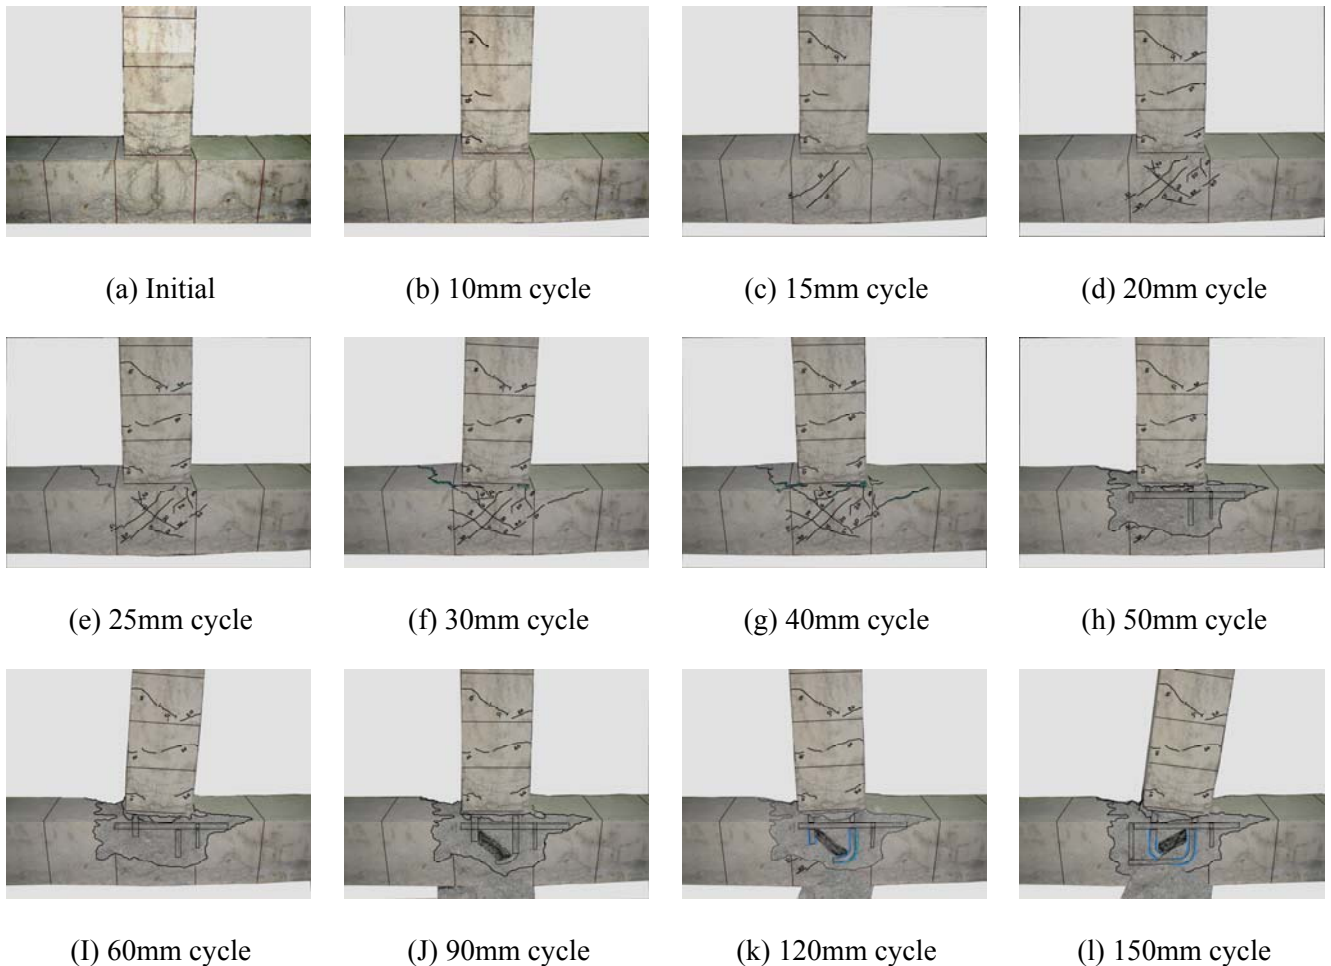 (a) Initial
(b) 10mm cycle
(c) 15mm cycle
(d) 20mm cycle
(e) 25mm cycle
(f) 30mm cycle
(g) 40mm cycle
(h) 50mm cycle
(I) 60mm cycle
(J) 90mm cycle
(k) 120mm cycle
(l) 150mm cycle